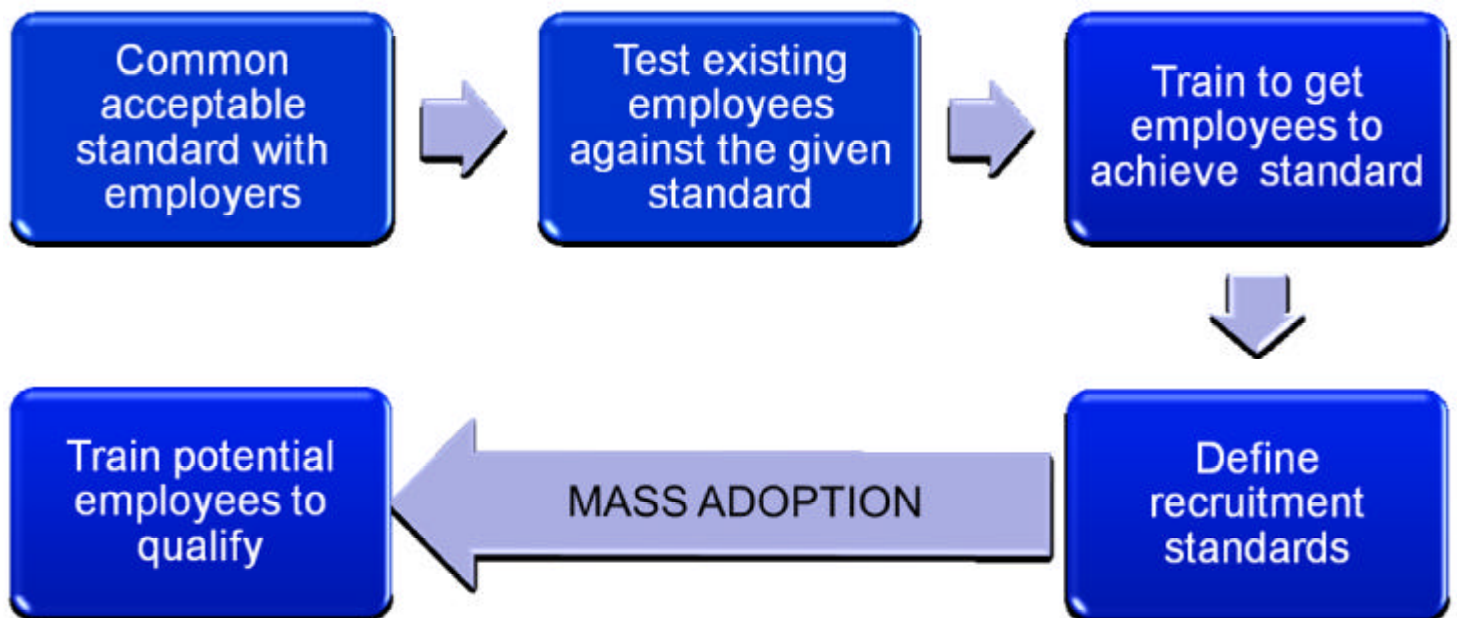 Common
acceptable
standard with
employers
Test existing
employees
against the given
standard
Train to get
employees to
achieve standard
Define
recruitment
standards
MASS ADOPTION
Train potential
employees to
qualify